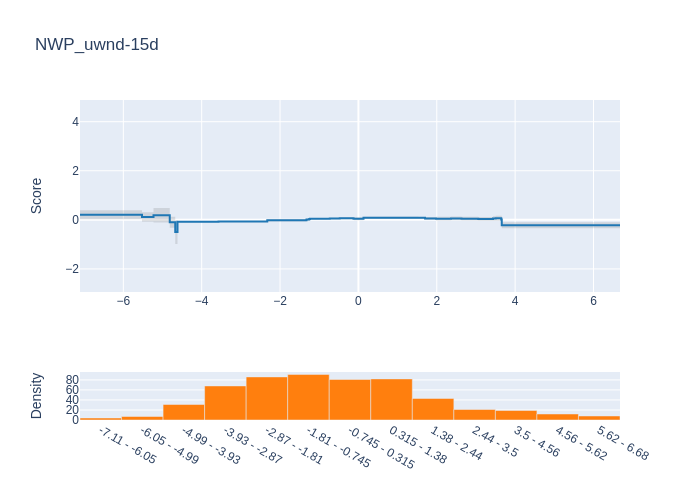 NWP_uwnd-15d
Score
4
2
0
−2
−6
−4
−2
0
2
4
6
Density
80
60
40
20
0
-7.11 - -6.05
-6.05 - -4.99
-4.99 - -3.93
-3.93 - -2.87
-2.87 - -1.81
-1.81 - -0.745
-0.745 - 0.315
0.315 - 1.38
1.38 - 2.44
2.44 - 3.5
3.5 - 4.56
4.56 - 5.62
5.62 - 6.68